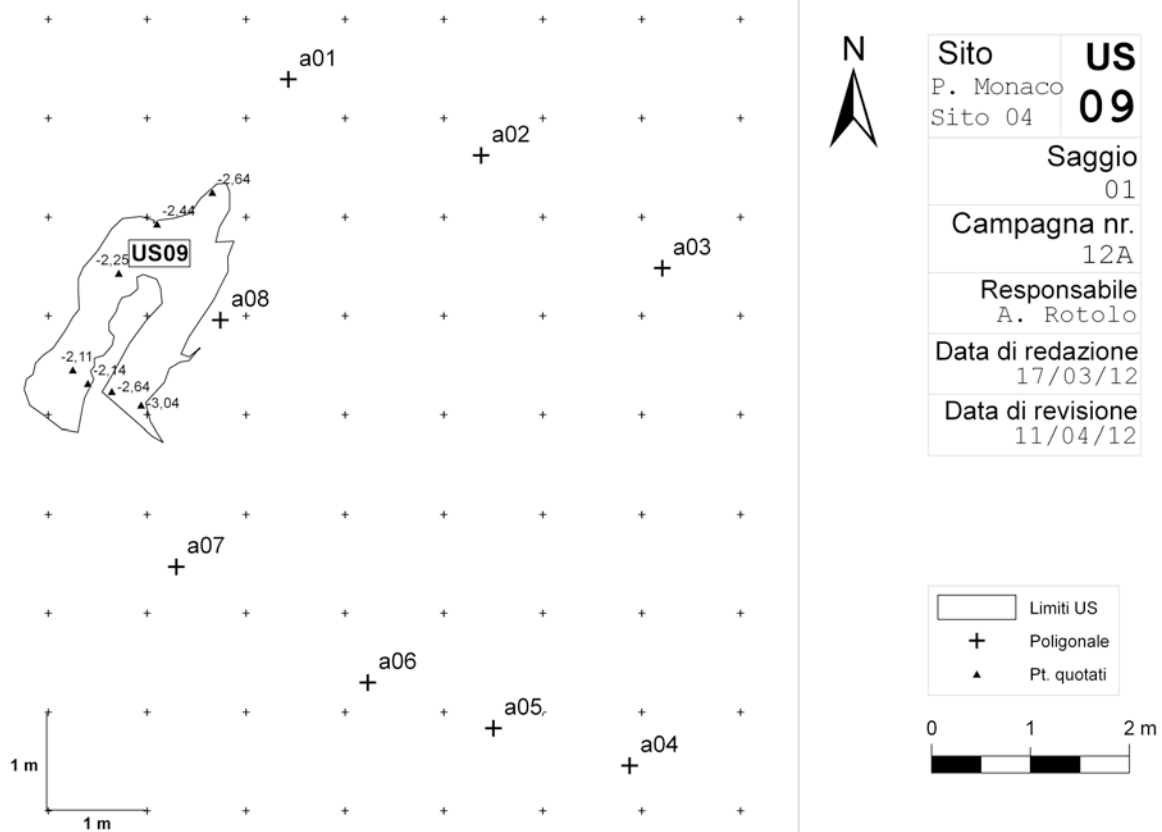 a01
a02
-2,64
-2,44
US09
-2,25
a03
a08
-2,11
-2,14
-2,64
-3,04
a07
a06
a05
a04
1 m
1 m
N
Sito
P. Monaco
Sito 04
US
09
Saggio
01
Campagna nr.
12A
Responsabile
A. Rotolo
Data di redazione
17/03/12
Data di revisione
11/04/12
Limiti US
Poligonale
Pt. quotati
0 1 2 m